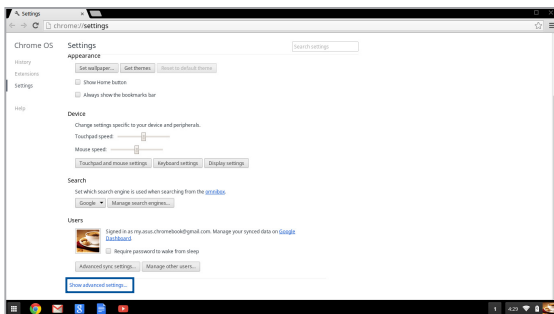 Settings
chrome://settings
Chrome OS
Settings
Search settings
History
Extensions
Settings
Help
Appearance
Set wallpaper...
Get themes
Reset to default theme
Show Home button
Always show the bookmarks bar
Device
Change settings specific to your device and peripherals.
Touchpad speed:
Mouse speed:
Touchpad and mouse settings
Keyboard settings
Display settings
Search
Set which search engine is used when searching from the omnibox.
Google
Manage search engines...
Users
Signed in as my.asus.chromebook@gmail.com. Manage your synced data on Google
Dashboard.
Require password to wake from sleep
Advanced sync settings...
Manage other users...
Show advanced settings...
8
1
4:29